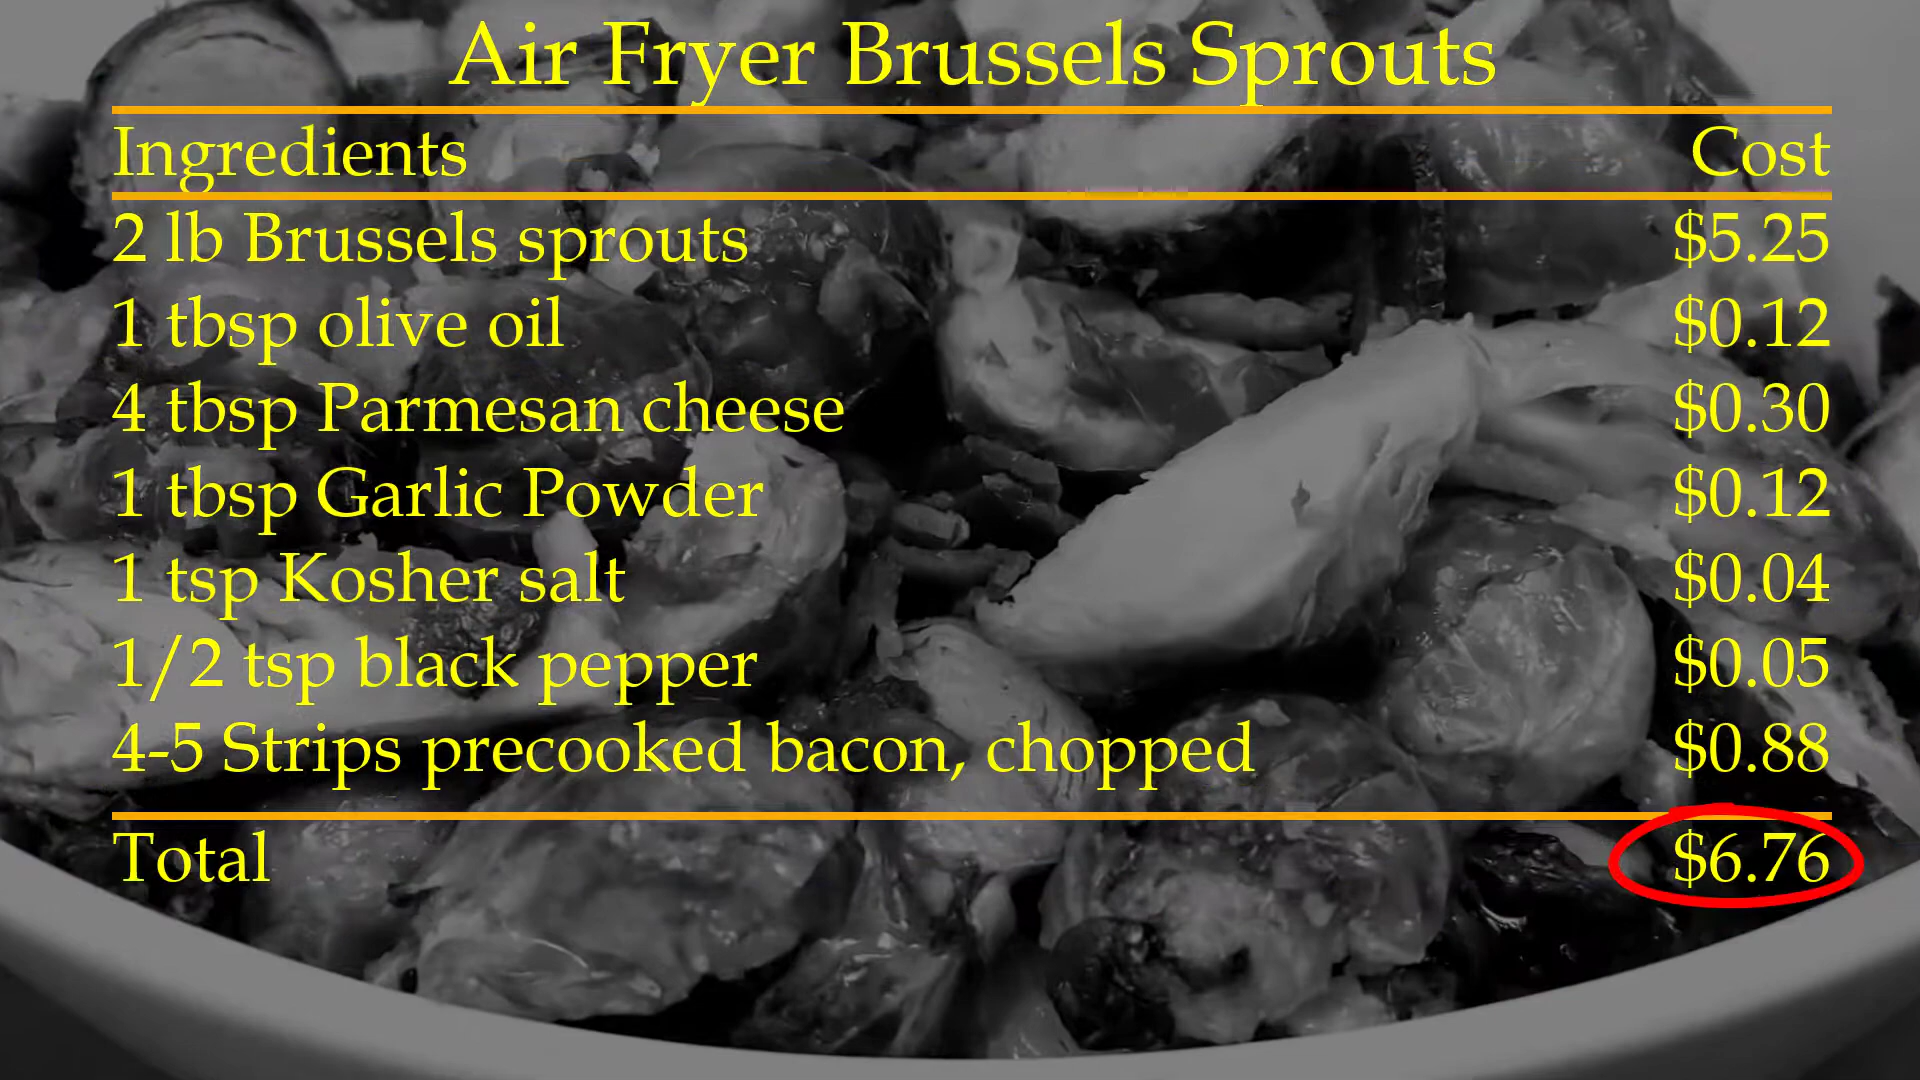 Air Fryer Brussels Sprouts
Ingredients Cost
2 lb Brussels sprouts $5.25
1 tbsp olive oil $0.12
4 tbsp Parmesan cheese $0.30
1 tbsp Garlic Powder $0.12
1 tsp Kosher salt $0.04
1/2 tsp black pepper $0.05
4-5 Strips precooked bacon, chopped $0.88
Total $6.76